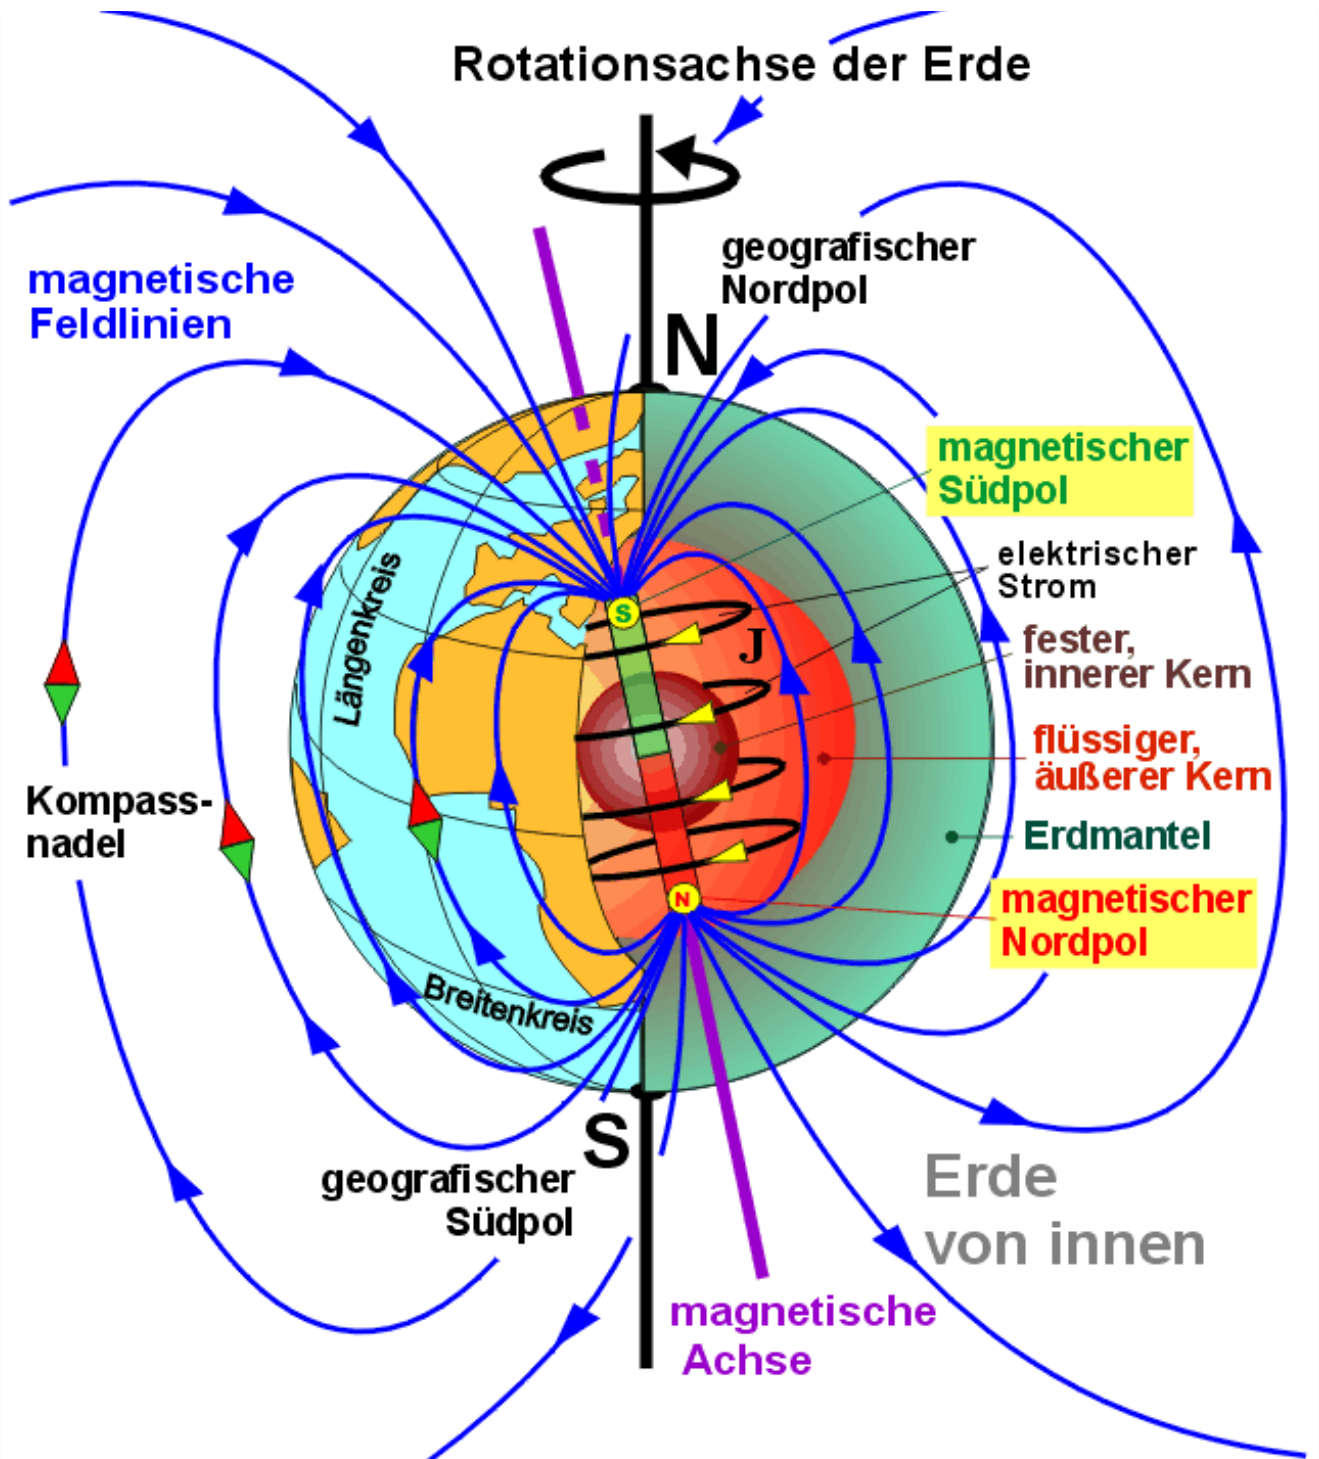 Rotationsachse der Erde
geografischer
Nordpol
N
magnetische
Feldlinien
magnetischer
Südpol
elektrischer
Strom
Längenkreis
S
J
fester,
innerer Kern
flüssiger,
äußerer Kern
Kompass-
nadel
Erdmantel
N
magnetischer
Nordpol
Breitenkreis
S
geografischer
Südpol
Erde
von innen
magnetische
Achse